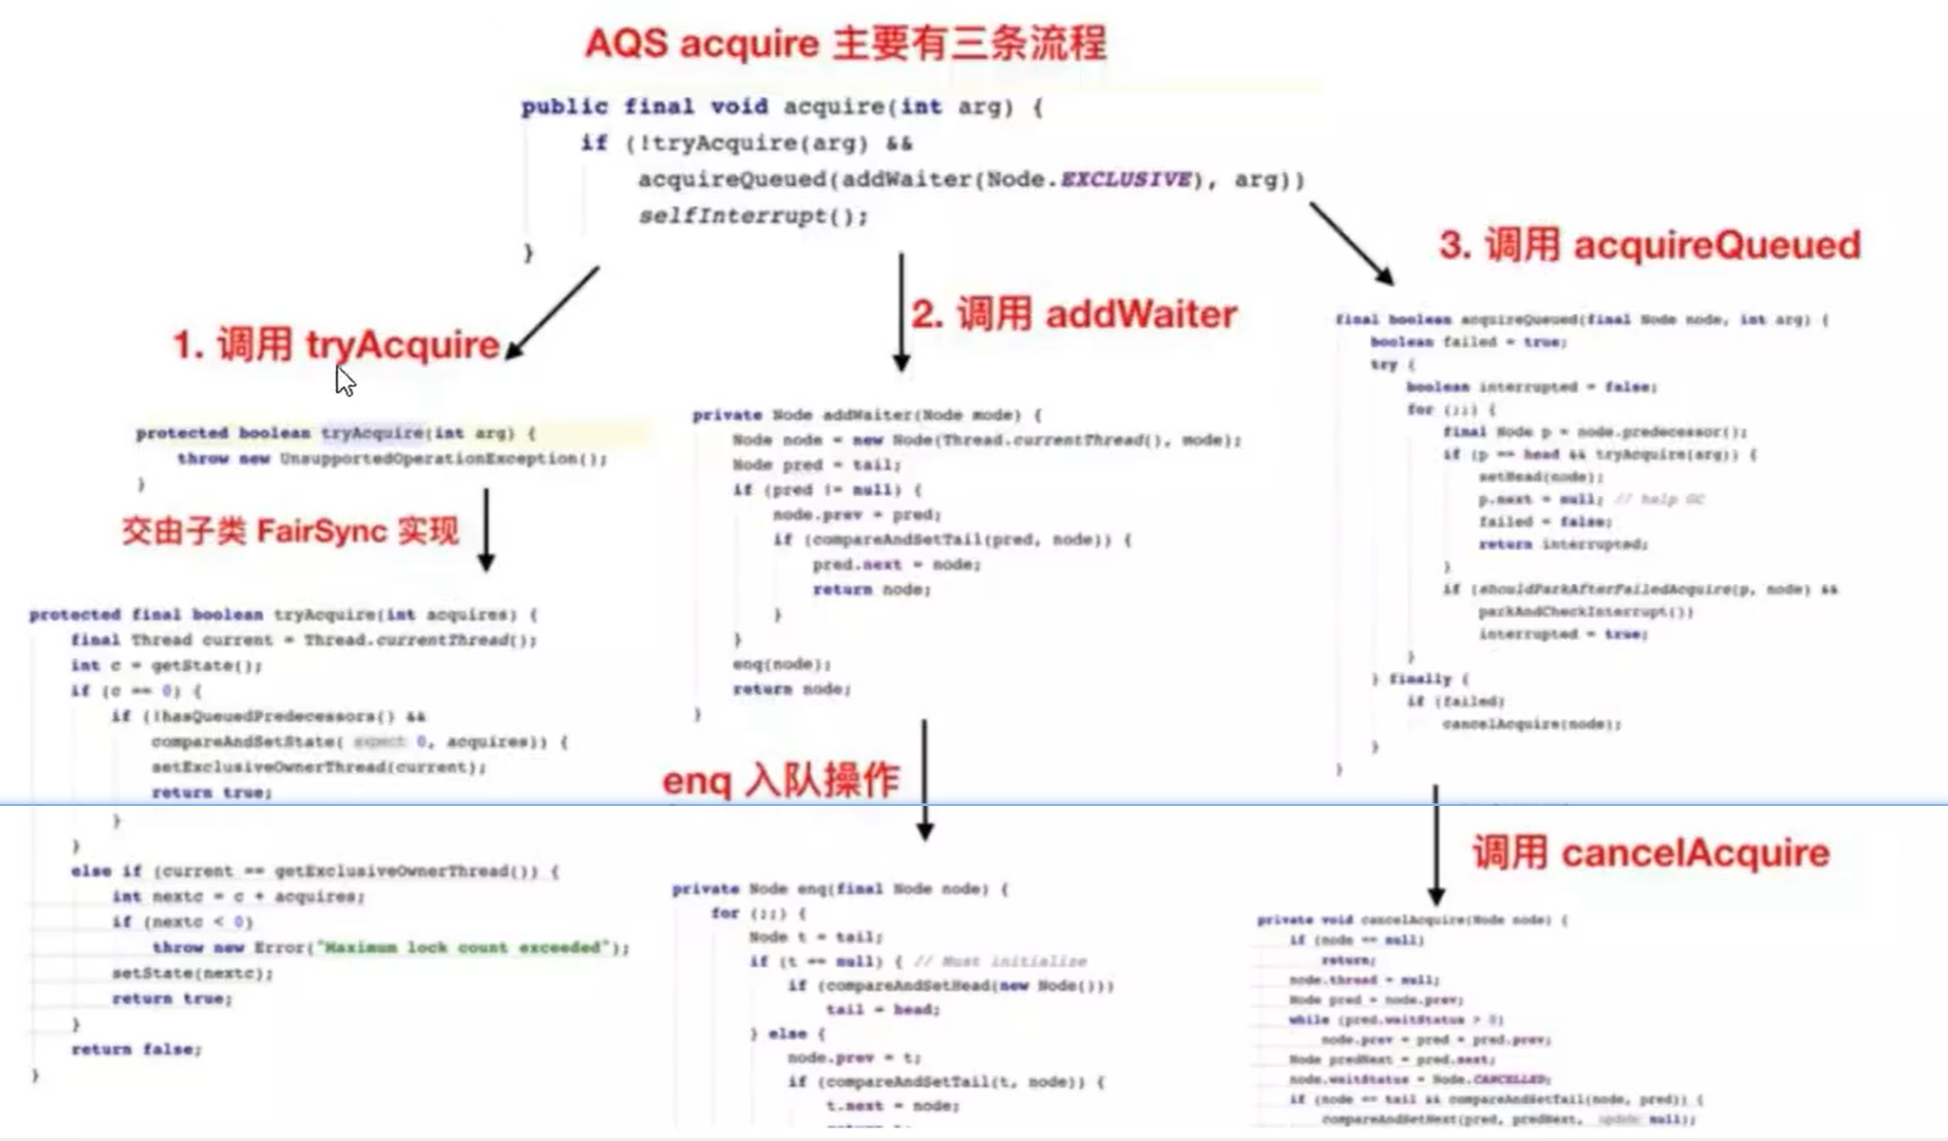 AQS acquire 主要有三条流程
public final void acquire(int arg) {
if (!tryAcquire(arg) &&
acquireQueued(addWaiter(Node.EXCLUSIVE), arg))
selfInterrupt();
}
1. 调用 tryAcquire
protected boolean tryAcquire(int arg) {
throw new UnsupportedOperationException();
}
交由子类 FairSync 实现
protected final boolean tryAcquire(int acquires) {
final Thread current = Thread.currentThread();
int c = getState();
if (c == 0) {
if (!hasQueuedPredecessors() &&
compareAndSetState( expect: 0, acquires)) {
setExclusiveOwnerThread(current);
return true;
}
}
else if (current == getExclusiveOwnerThread()) {
int nextc = c + acquires;
if (nextc < 0)
throw new Error("Maximum lock count exceeded");
setState(nextc);
return true;
}
return false;
}
2. 调用 addWaiter
private Node addWaiter(Node mode) {
Node node = new Node(Thread.currentThread(), mode);
Node pred = tail;
if (pred != null) {
node.prev = pred;
if (compareAndSetTail(pred, node)) {
pred.next = node;
return node;
}
}
enq(node);
return node;
}
enq 入队操作
private Node enq(final Node node) {
for (;;) {
Node t = tail;
if (t == null) { // Must initialize
if (compareAndSetHead(new Node()))
tail = head;
} else {
node.prev = t;
if (compareAndSetTail(t, node)) {
t.next = node;
3. 调用 acquireQueued
final boolean acquireQueued(final Node node, int arg) {
boolean failed = true;
try {
boolean interrupted = false;
for (;;) {
final Node p = node.predecessor();
if (p == head && tryAcquire(arg)) {
setHead(node);
p.next = null; // help GC
failed = false;
return interrupted;
}
if (shouldParkAfterFailedAcquire(p, node) &&
parkAndCheckInterrupt())
interrupted = true;
}
} finally {
if (failed)
cancelAcquire(node);
}
}
调用 cancelAcquire
private void cancelAcquire(Node node) {
if (node == null)
return;
node.thread = null;
Node pred = node.prev;
while (pred.waitStatus > 0)
node.prev = pred = pred.prev;
Node predNext = pred.next;
node.waitStatus = Node.CANCELLED;
if (node == tail && compareAndSetTail(node, pred)) {
compareAndSetNext(pred, predNext, update: null);